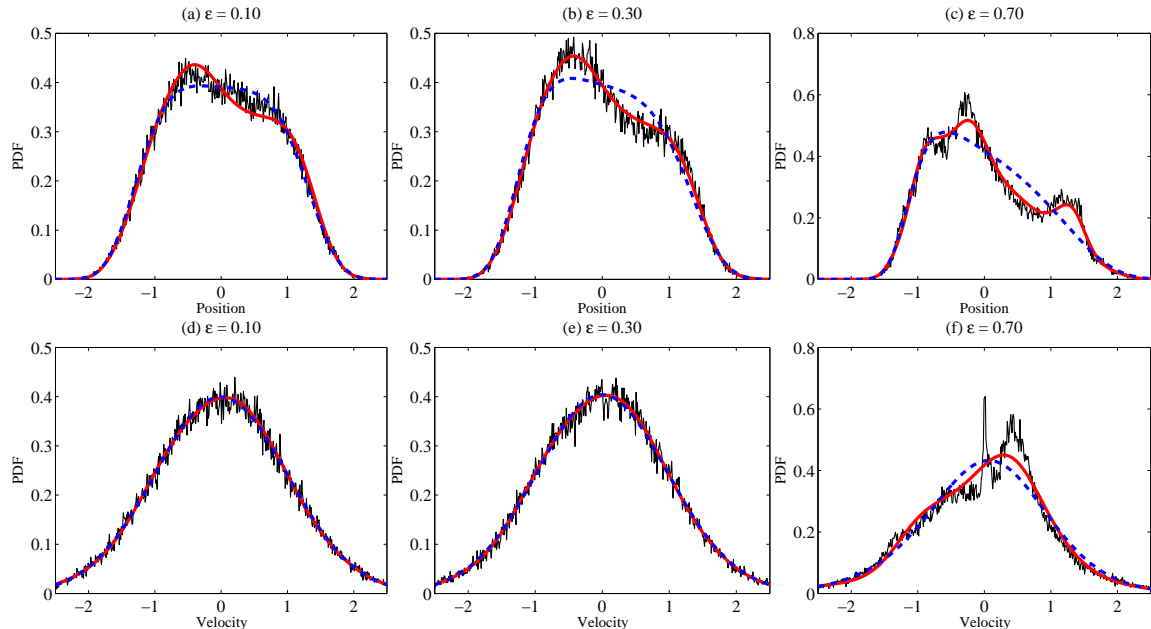 (a) ε = 0.10
(b) ε = 0.30
(c) ε = 0.70
PDF
0.5
0.4
0.3
0.2
0.1
0
−2 −1 0 1 2
Position
PDF
0.5
0.4
0.3
0.2
0.1
0
−2 −1 0 1 2
Position
PDF
0.8
0.6
0.4
0.2
0
−2 −1 0 1 2
Position
(d) ε = 0.10
(e) ε = 0.30
(f) ε = 0.70
PDF
0.5
0.4
0.3
0.2
0.1
0
−2 −1 0 1 2
Velocity
PDF
0.5
0.4
0.3
0.2
0.1
0
−2 −1 0 1 2
Velocity
PDF
0.8
0.6
0.4
0.2
0
−2 −1 0 1 2
Velocity